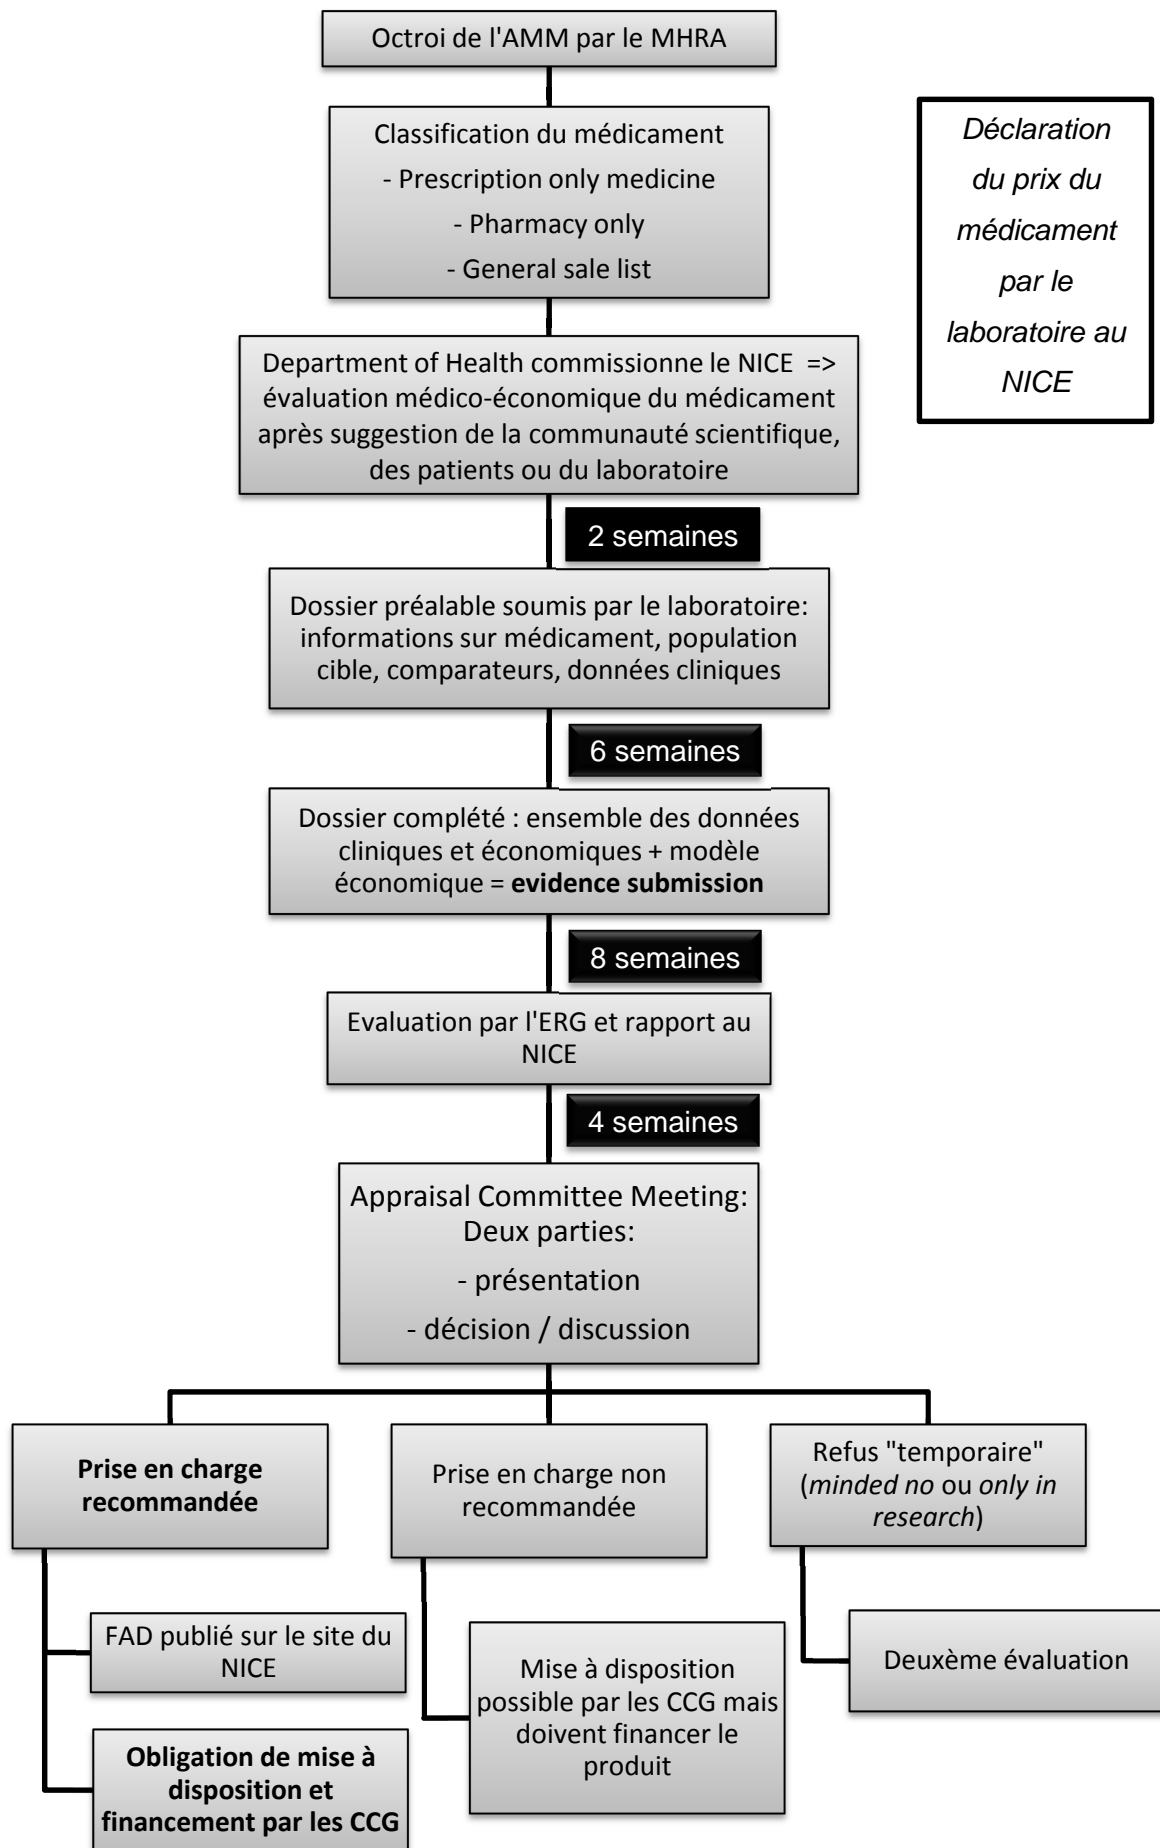 Octroi de l'AMM par le MHRA
Classification du médicament
- Prescription only medicine
- Pharmacy only
- General sale list
Déclaration
du prix du
médicament
par le
laboratoire au
NICE
Department of Health commissionne le NICE =>
évaluation médico-économique du médicament
après suggestion de la communauté scientifique,
des patients ou du laboratoire
2 semaines
Dossier préalable soumis par le laboratoire:
informations sur médicament, population
cible, comparateurs, données cliniques
6 semaines
Dossier complété : ensemble des données
cliniques et économiques + modèle
économique = evidence submission
8 semaines
Evaluation par l'ERG et rapport au
NICE
4 semaines
Appraisal Committee Meeting:
Deux parties:
- présentation
- décision / discussion
Prise en charge
recommandée
FAD publié sur le site du
NICE
Obligation de mise à
disposition et
financement par les CCG
Prise en charge non
recommandée
Mise à disposition
possible par les CCG mais
doivent financer le
produit
Refus "temporaire"
(minded no ou only in
research)
Deuxème évaluation